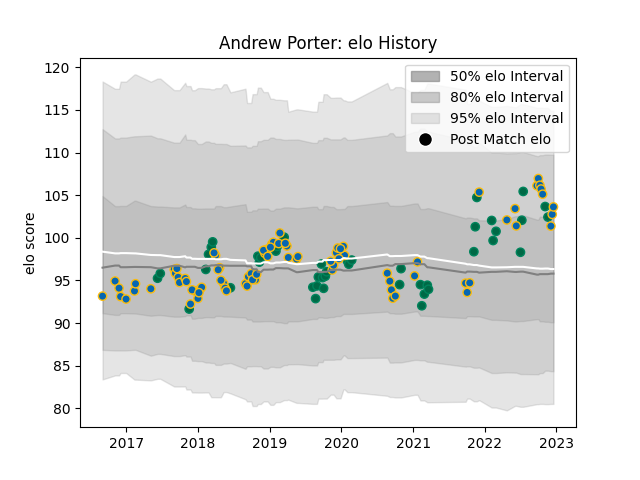 Andrew Porter: elo History
50% elo Interval
80% elo Interval
95% elo Interval
Post Match elo
elo score
120
115
110
105
100
95
90
85
80
2017
2018
2019
2020
2021
2022
2023